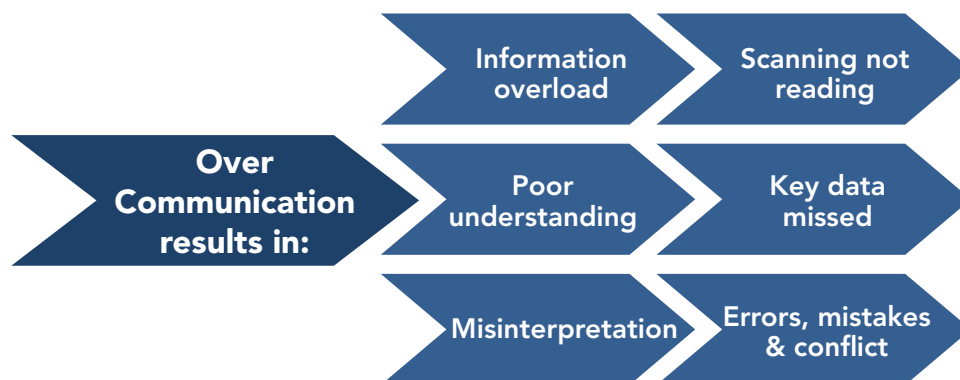 Over
Communication
results in:
Information
overload
Scanning not
reading
Poor
understanding
Key data
missed
Misinterpretation
Errors, mistakes
& conflict